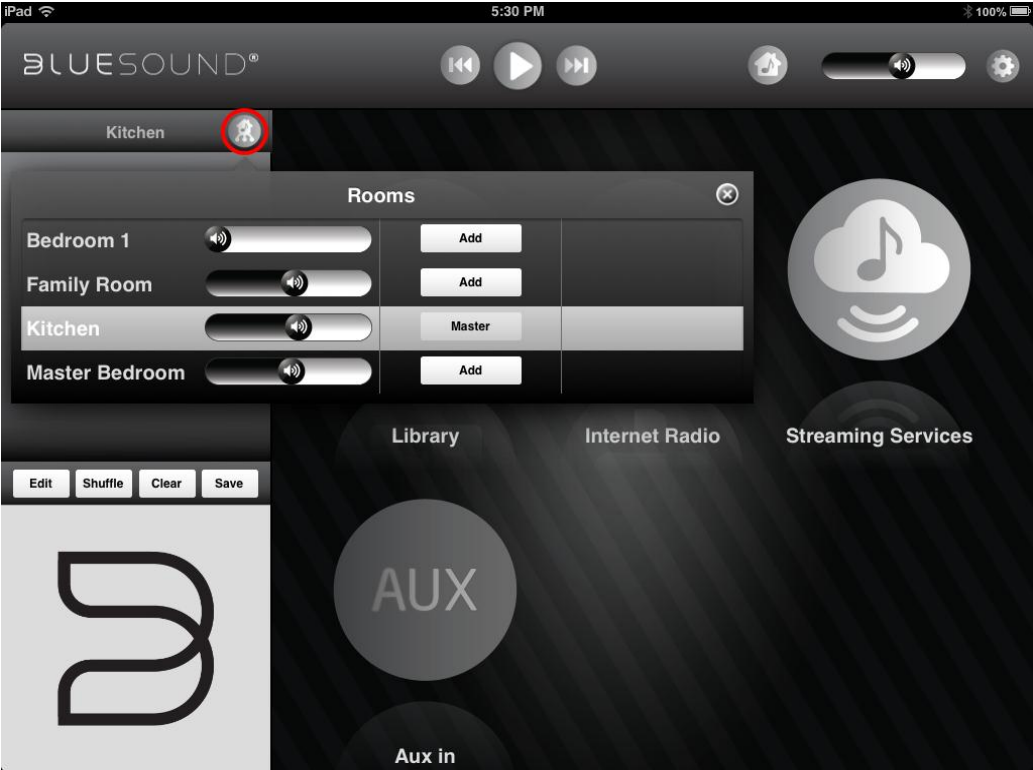 iPad 5:30 PM 100%
BLUESOUND®
Kitchen
Rooms
Bedroom 1 Add
Family Room Add
Kitchen Master
Master Bedroom Add
Library Internet Radio Streaming Services
Edit Shuffle Clear Save
AUX
Aux in